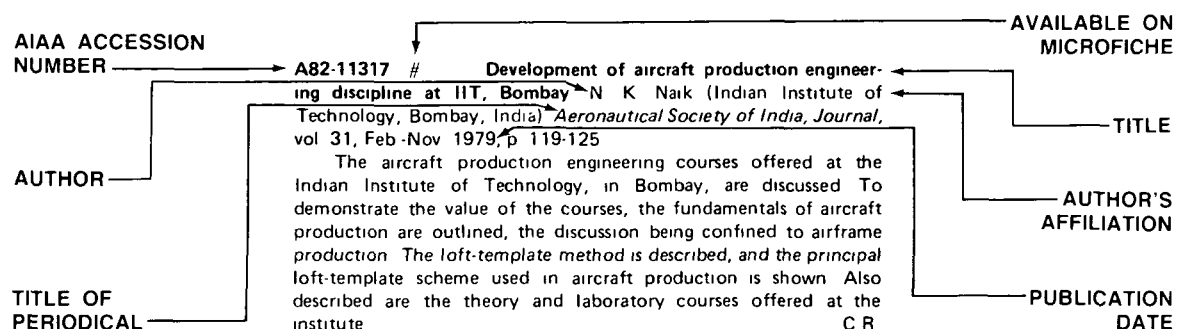 AVAILABLE ON
MICROFICHE
AIAA ACCESSION
NUMBER
A82-11317 # Development of aircraft production engineer-
ing discipline at IIT, Bombay N K Naik (Indian Institute of
Technology, Bombay, India) Aeronautical Society of India, Journal,
vol 31, Feb -Nov 1979, p 119-125
TITLE
The aircraft production engineering courses offered at the
Indian Institute of Technology, in Bombay, are discussed To
demonstrate the value of the courses, the fundamentals of aircraft
production are outlined, the discussion being confined to airframe
production The loft-template method is described, and the principal
loft-template scheme used in aircraft production is shown Also
described are the theory and laboratory courses offered at the
institute C R
AUTHOR
AUTHOR'S
AFFILIATION
TITLE OF
PERIODICAL
PUBLICATION
DATE